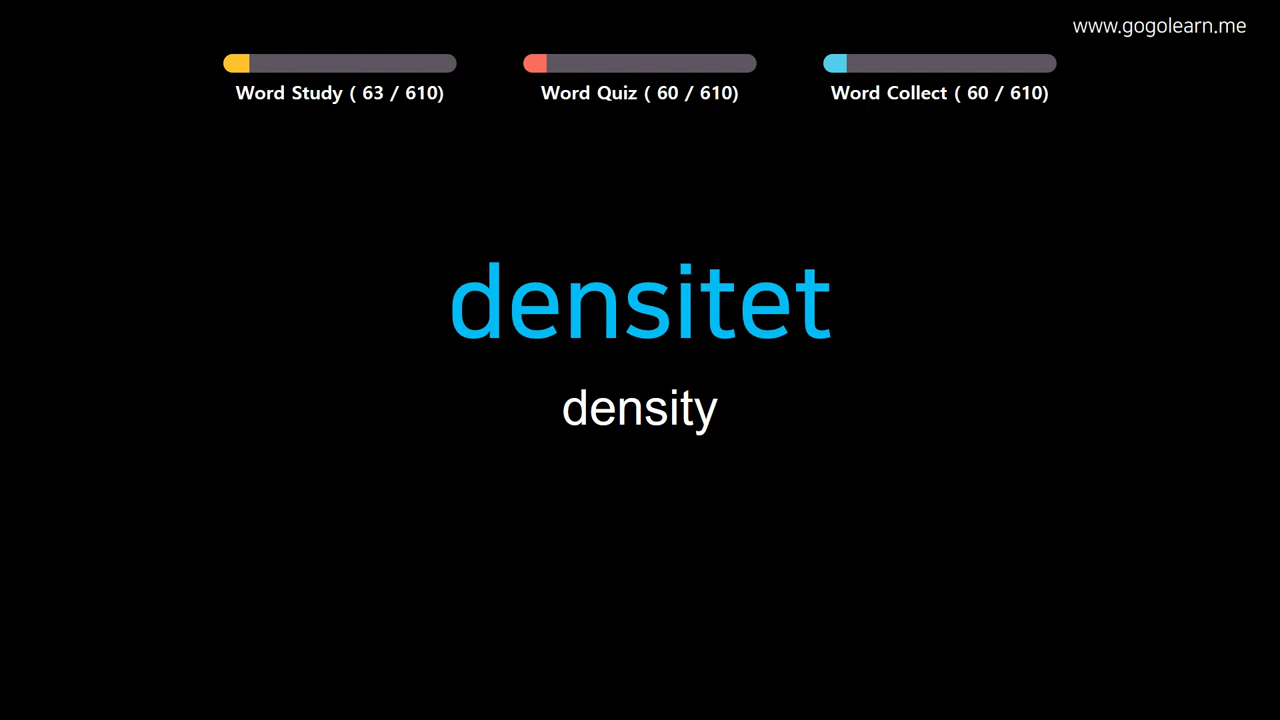 www.gogolearn.me
Word Study ( 63 / 610)
Word Quiz ( 60 / 610)
Word Collect ( 60 / 610)
densitet
density